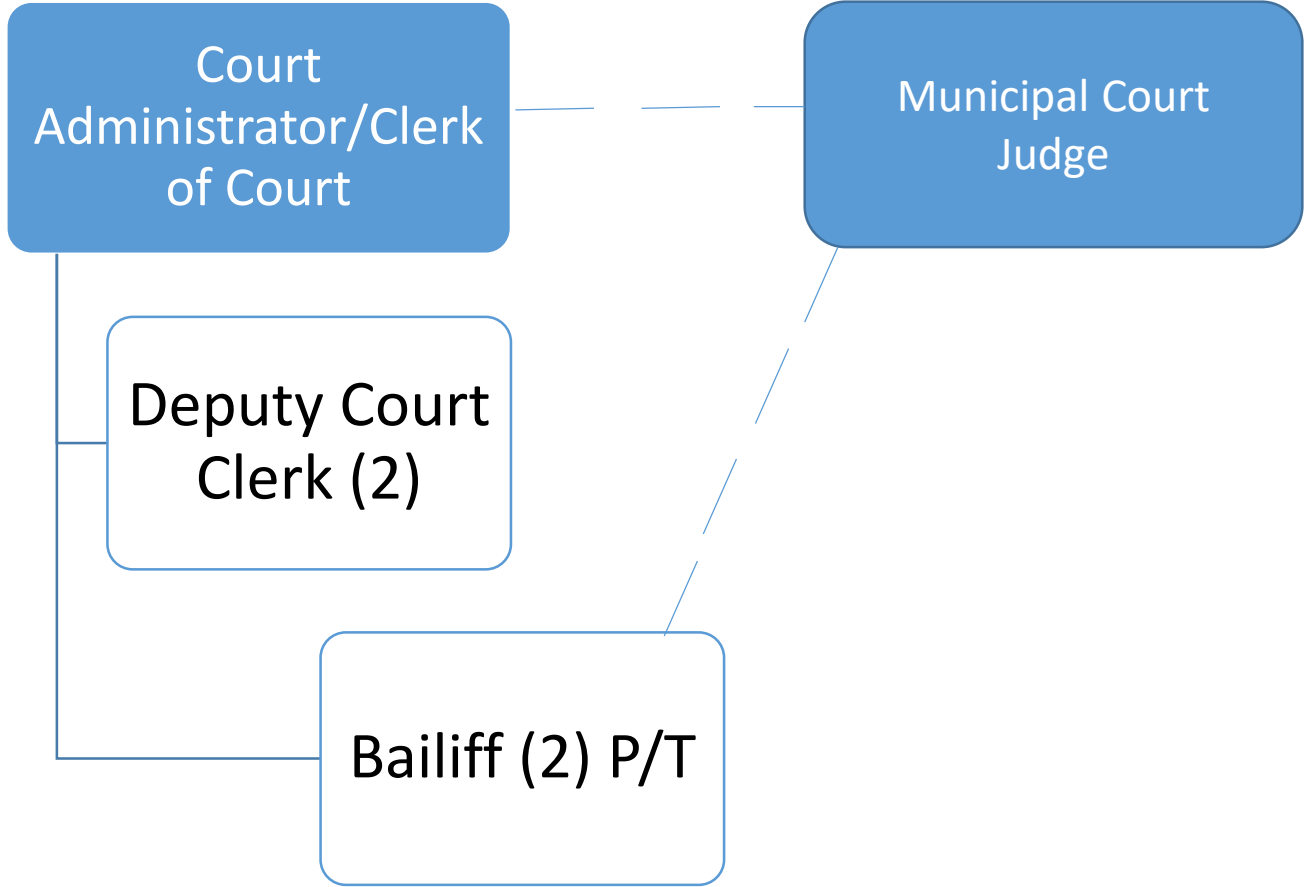 Court
Administrator/Clerk
of Court
Municipal Court
Judge
Deputy Court
Clerk (2)
Bailiff (2) P/T